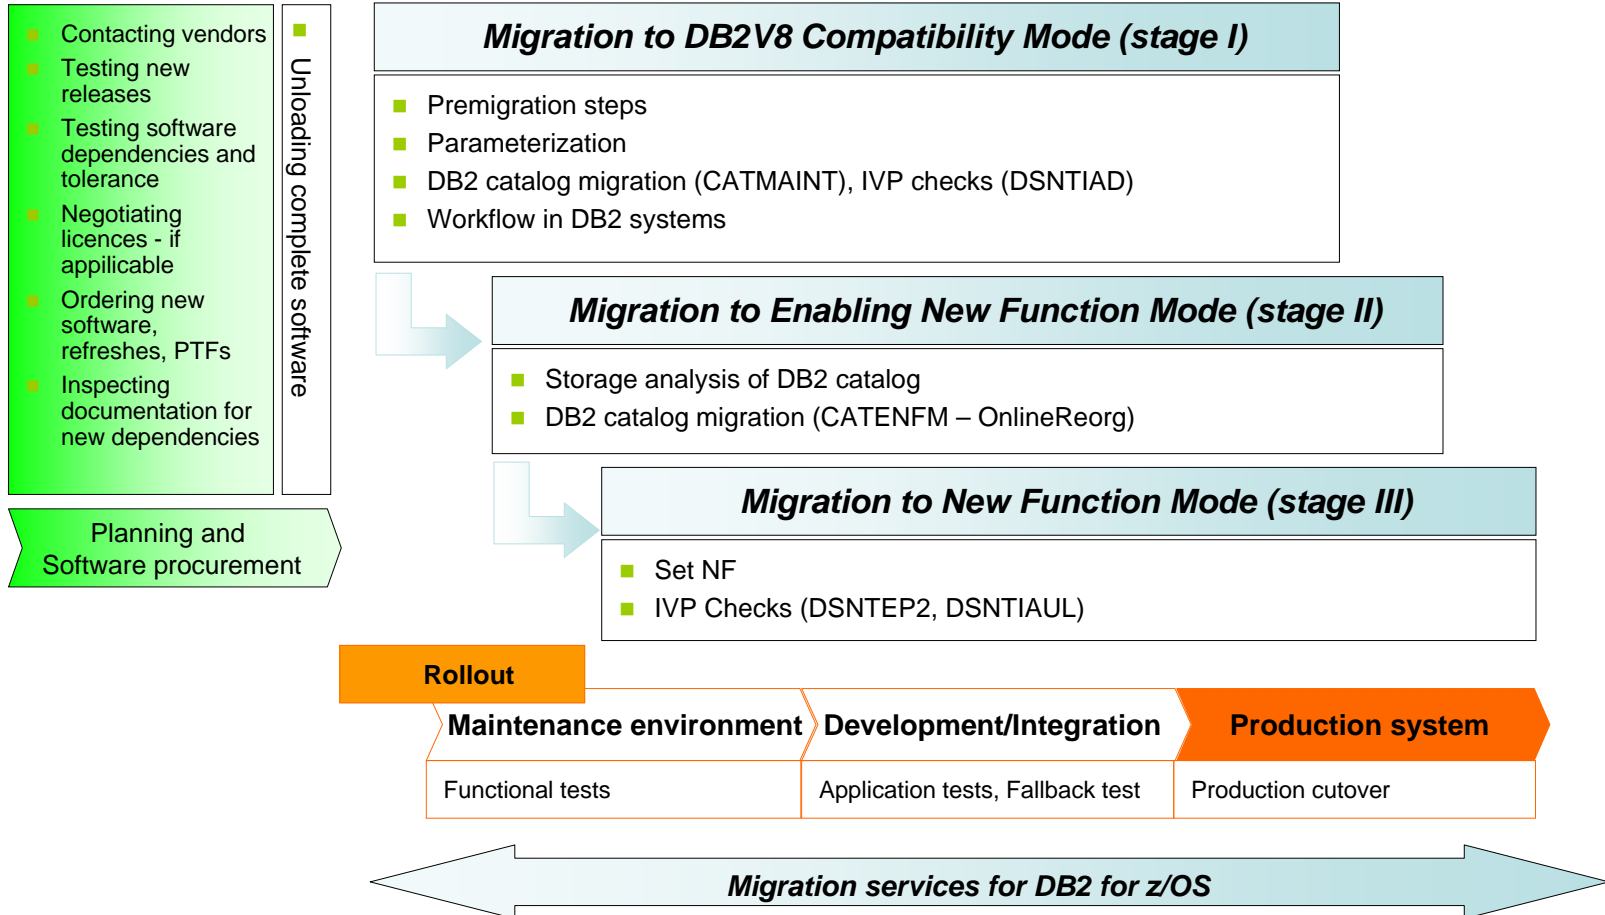 Contacting vendors
Testing new
releases
Testing software
dependencies and
tolerance
Negotiating
licences - if
appilicable
Ordering new
software,
refreshes, PTFs
Inspecting
documentation for
new dependencies
Unloading complete software
Planning and
Software procurement
Migration to DB2V8 Compatibility Mode (stage I)
Premigration steps
Parameterization
DB2 catalog migration (CATMAINT), IVP checks (DSNTIAD)
Workflow in DB2 systems
Migration to Enabling New Function Mode (stage II)
Storage analysis of DB2 catalog
DB2 catalog migration (CATENFM – OnlineReorg)
Migration to New Function Mode (stage III)
Set NF
IVP Checks (DSNTEP2, DSNTIAUL)
Rollout
Maintenance environment
Development/Integration
Production system
Functional tests
Application tests, Fallback test
Production cutover
Migration services for DB2 for z/OS